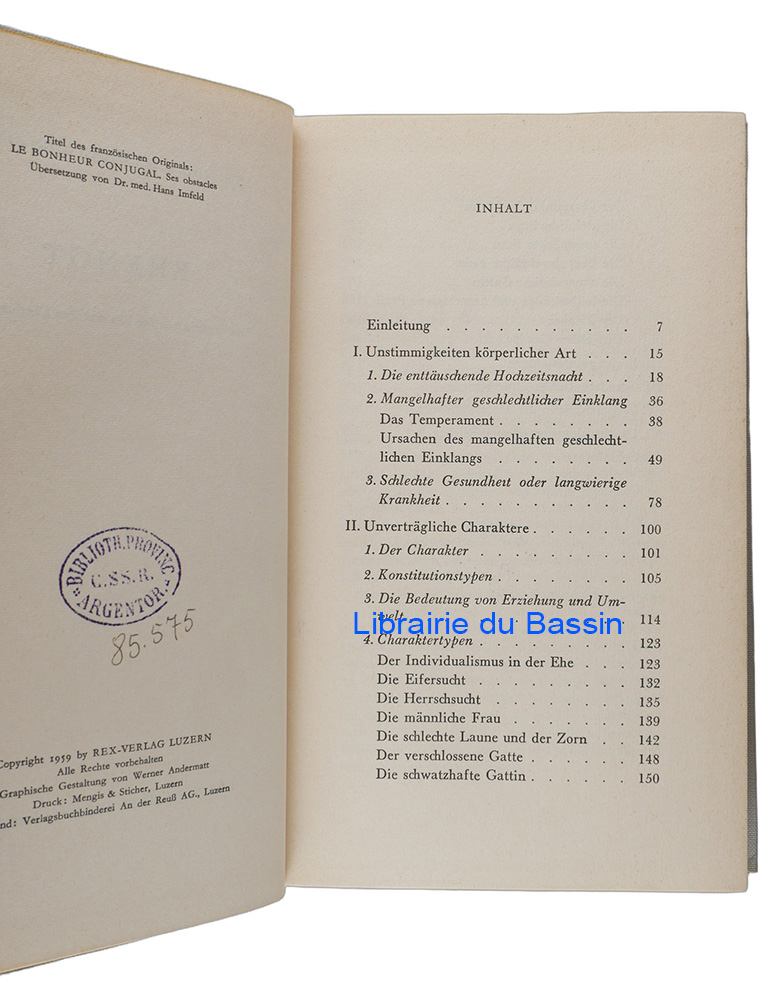 Titel des französischen Originals:
LE BONHEUR CONJUGAL. Ses obstacles
Übersetzung von Dr. med. Hans Imfeld
BIBLIOTH. PROVINC
C.SS.R.
ARGENTOR.
85.575
Copyright 1959 by REX-VERLAG LUZERN
Alle Rechte vorbehalten
Graphische Gestaltung von Werner Andermatt
Druck: Mengis & Sticher, Luzern
nd: Verlagsbuchbinderei An der Reuß AG., Luzern
INHALT
Einleitung . . . . . . . . . . . 7
I. Unstimmigkeiten körperlicher Art . . . 15
1. Die enttäuschende Hochzeitsnacht . . . 18
2. Mangelhafter geschlechtlicher Einklang 36
Das Temperament . . . . . . . . 38
Ursachen des mangelhaften geschlecht-
lichen Einklangs . . . . . . . . 49
3. Schlechte Gesundheit oder langwierige
Krankheit . . . . . . . . . . . 78
II. Unverträgliche Charaktere . . . . . . 100
1. Der Charakter . . . . . . . . . 101
2. Konstitutionstypen . . . . . . . . 105
3. Die Bedeutung von Erziehung und Um-
welt . . . . . . . . . . . . . 114
Librairie du Bassin
4. Charaktertypen . . . . . . . . . 123
Der Individualismus in der Ehe . . . 123
Die Eifersucht . . . . . . . . . 132
Die Herrschsucht . . . . . . . . 135
Die männliche Frau . . . . . . . 139
Die schlechte Laune und der Zorn . . 142
Der verschlossene Gatte . . . . . . 148
Die schwatzhafte Gattin . . . . . . 150